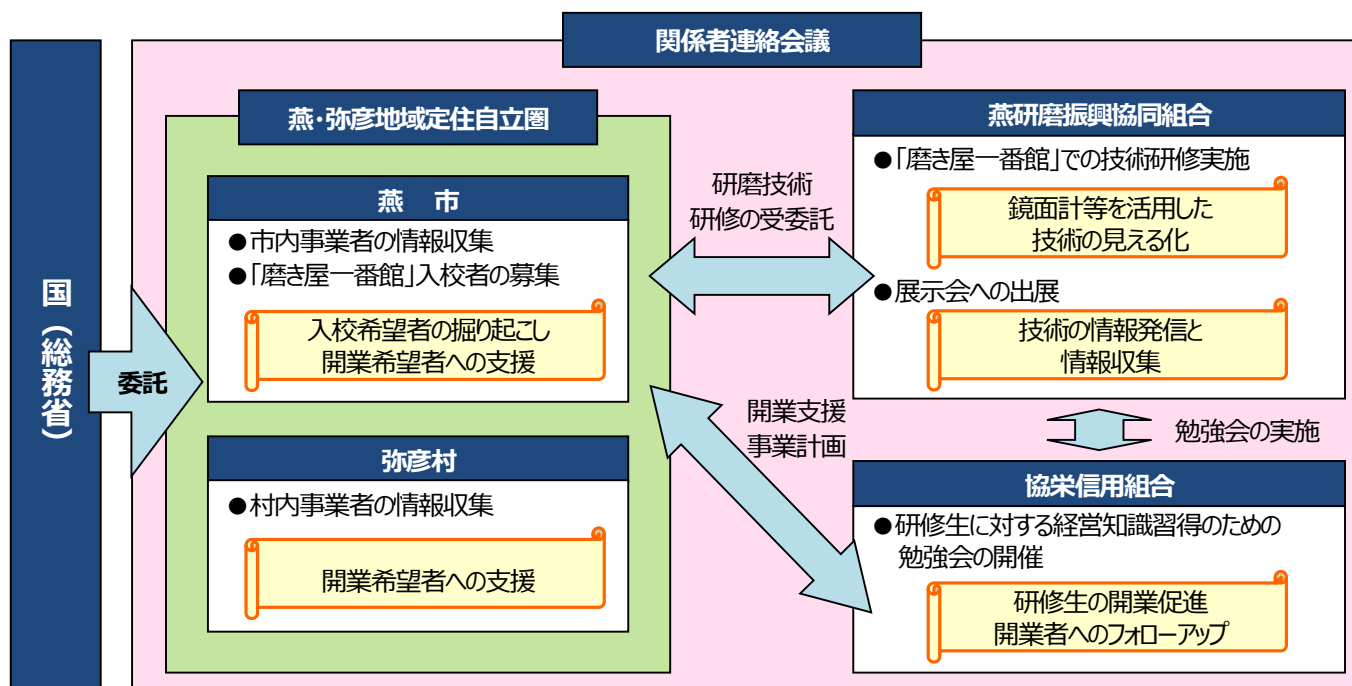 関係者連絡会議
国（総務省）
委託
燕・弥彦地域定住自立圏
燕　市
●市内事業者の情報収集
●「磨き屋一番館」入校者の募集
入校希望者の掘り起こし
開業希望者への支援
弥彦村
●村内事業者の情報収集
開業希望者への支援
研磨技術
研修の受委託
開業支援
事業計画
燕研磨振興協同組合
●「磨き屋一番館」での技術研修実施
鏡面計等を活用した
技術の見える化
●展示会への出展
技術の情報発信と
情報収集
勉強会の実施
協栄信用組合
●研修生に対する経営知識習得のための
勉強会の開催
研修生の開業促進
開業者へのフォローアップ